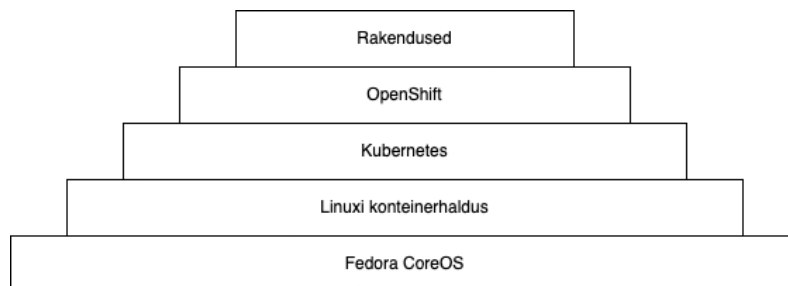 Rakendused
OpenShift
Kubernetes
Linuxi konteinerhaldus
Fedora CoreOS